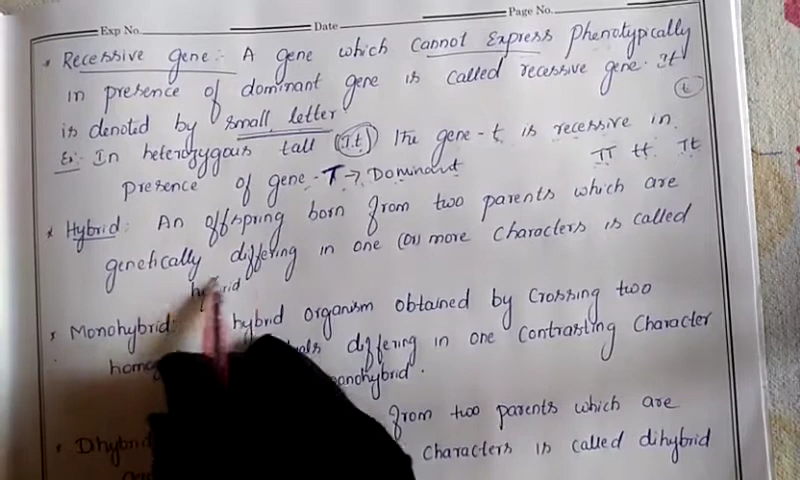 Exp No. Date Page No.
* Recessive gene:- A gene which cannot Express phenotypically
in presence of dominant gene is called recessive gene. It
is denoted by small letter. (t)
Ex:- In heterozygous tall (Tt) The gene - t is recessive in
presence of gene - T → Dominant TT tt Tt
* Hybrid: An offspring born from two parents which are
genetically differing in one (or) more characters is called
hybrid
* Monohybrid: hybrid organism obtained by crossing two
differing in one contrasting character
monohybrid.
* Dihybrid from two parents which are
characters is called dihybrid